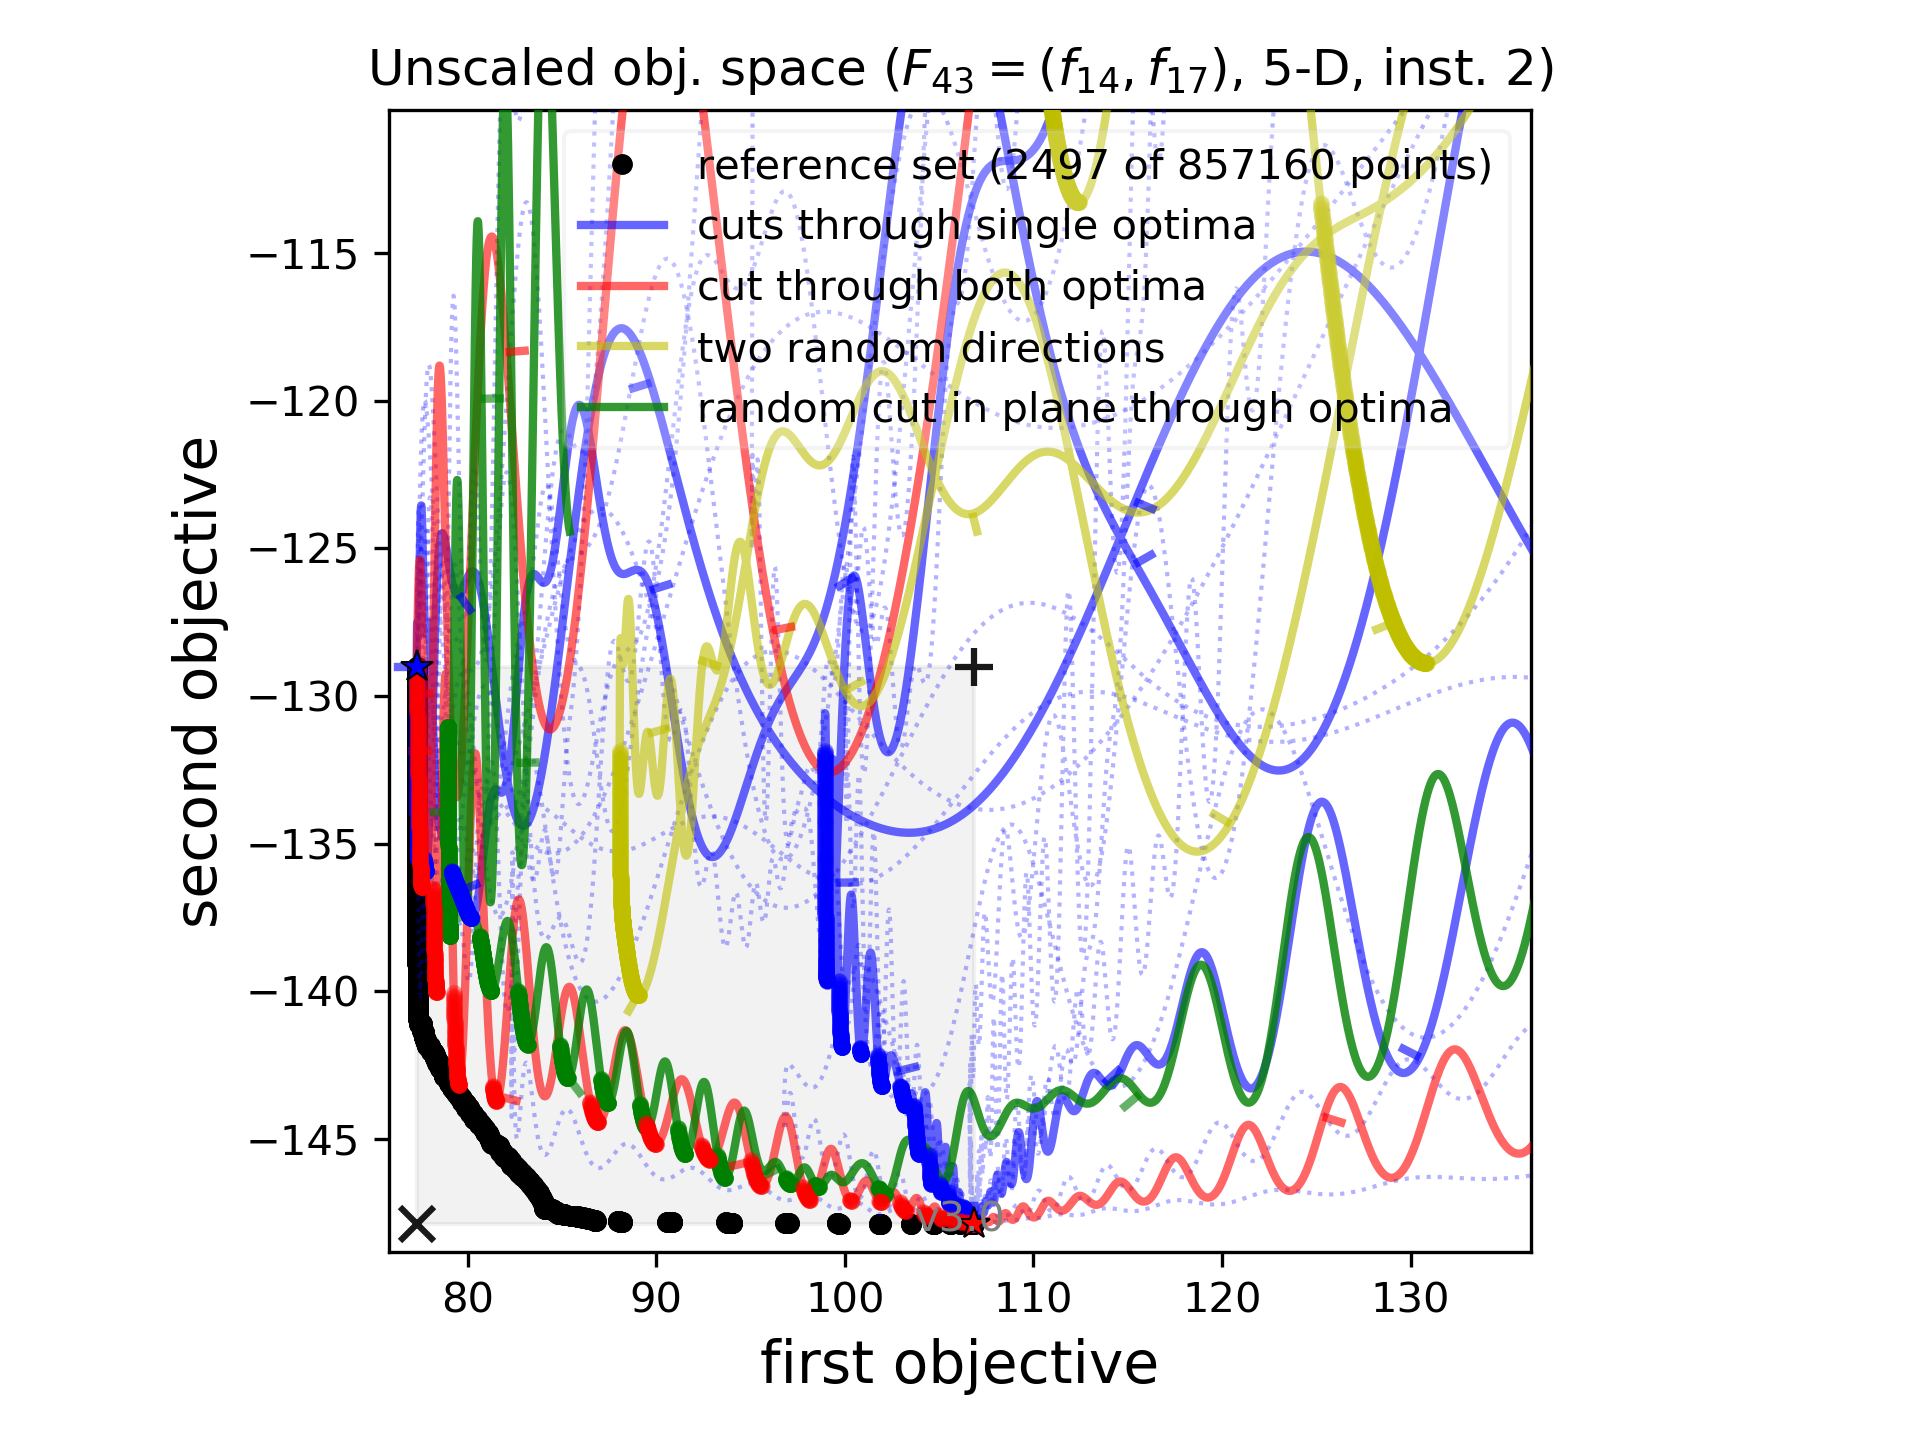 Unscaled obj. space (F₄₃ = (f₁₄, f₁₇), 5-D, inst. 2)
reference set (2497 of 857160 points)
cuts through single optima
cut through both optima
two random directions
random cut in plane through optima
second objective
−115
−120
−125
−130
−135
−140
−145
v3.0
80 90 100 110 120 130
first objective